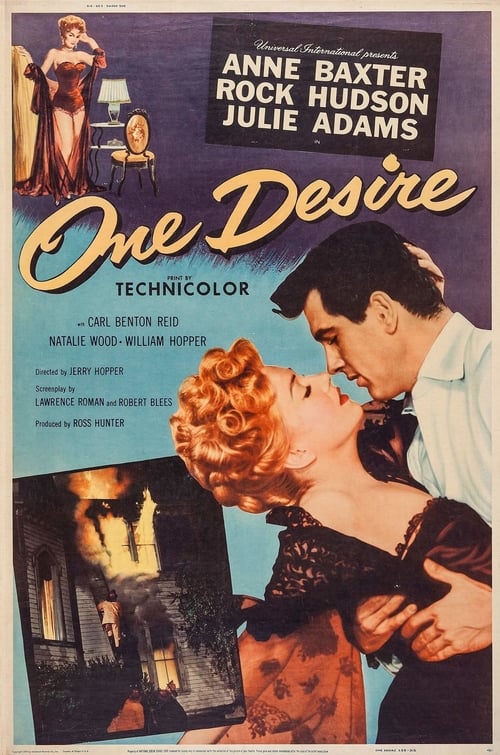 Universal International presents
ANNE BAXTER
ROCK HUDSON
JULIE ADAMS
IN
One Desire
PRINT BY
TECHNICOLOR
with CARL BENTON REID
NATALIE WOOD · WILLIAM HOPPER
Directed by JERRY HOPPER
Screenplay by
LAWRENCE ROMAN and ROBERT BLEES
Produced by ROSS HUNTER